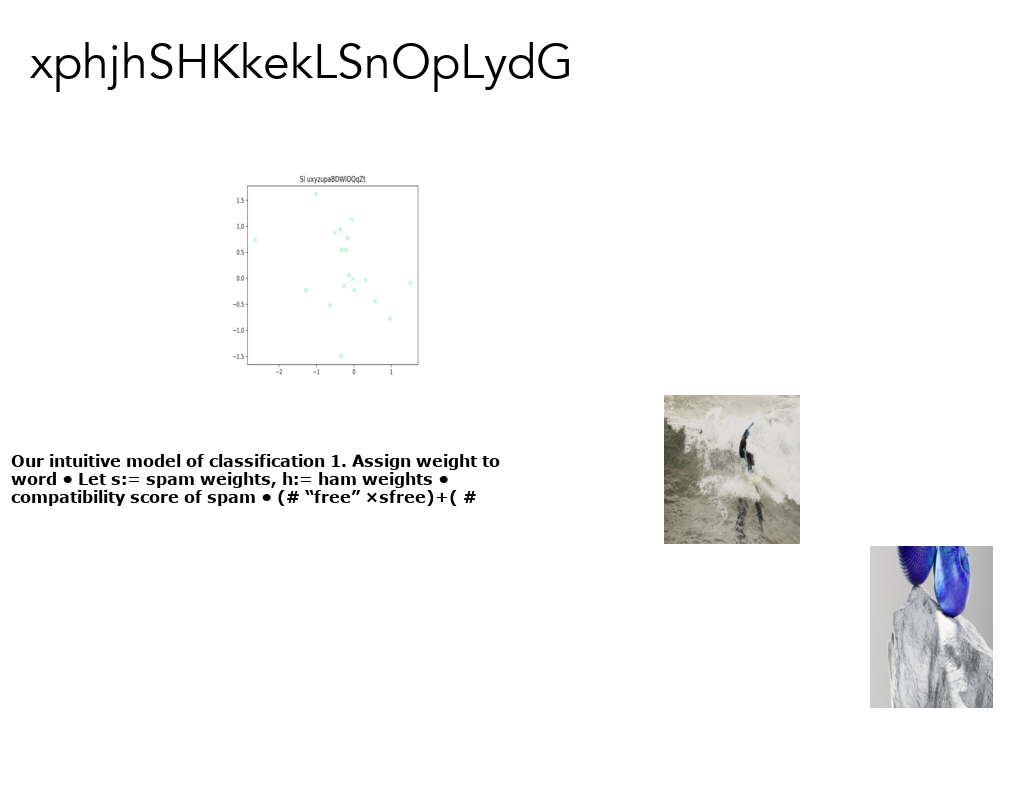 xphjhSHKkekLSnOpLydG
Sl uxyzupaBDWlOQqZt
1.5
1.0
0.5
0.0
−0.5
−1.0
−1.5
−2 −1 0 1
Our intuitive model of classification 1. Assign weight to
word ● Let s:= spam weights, h:= ham weights ●
compatibility score of spam ● (# “free” ×sfree)+( #